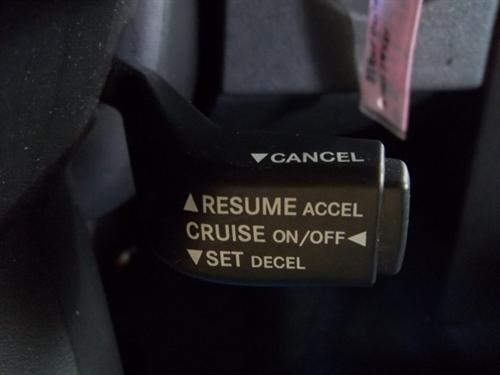 ▼CANCEL
▲RESUME ACCEL
CRUISE ON/OFF◄
▼SET DECEL